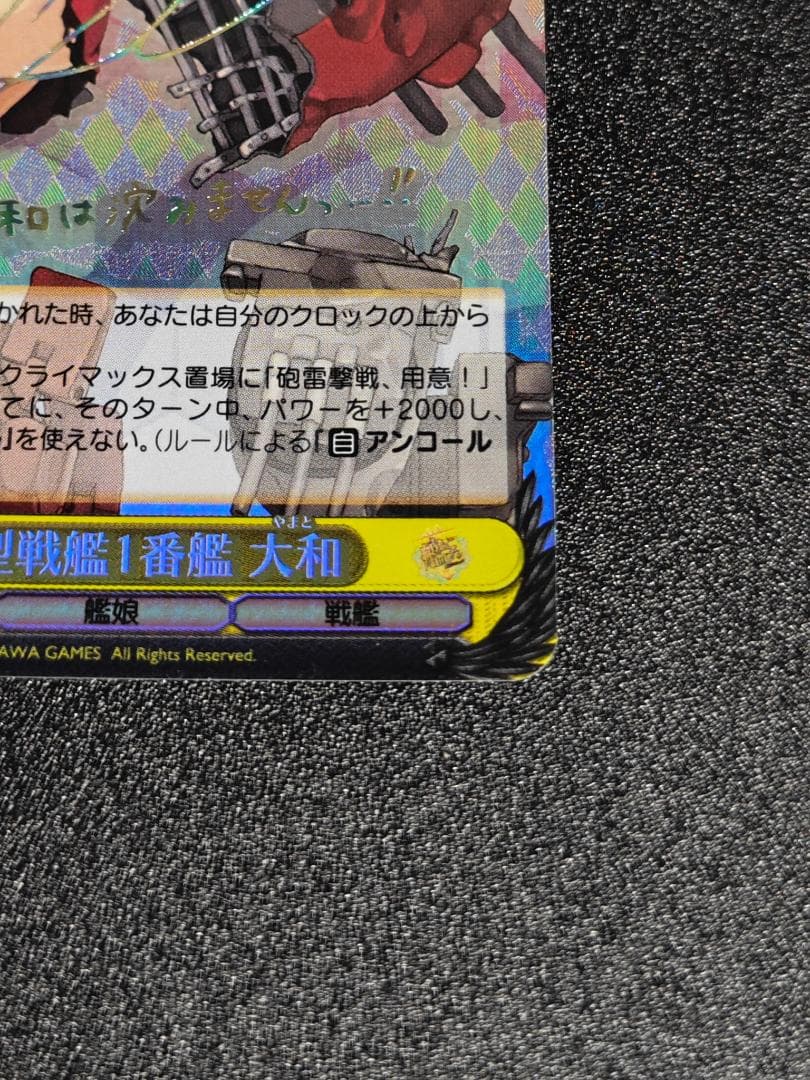 和は沈みません…!!
かれた時、あなたは自分のクロックの上から
クライマックス置場に「砲雷撃戦、用意！」
てに、そのターン中、パワーを+2000し、
」を使えない。(ルールによる「自アンコール
やまと
型戦艦1番艦 大和
艦娘 戦艦
AWA GAMES All Rights Reserved.